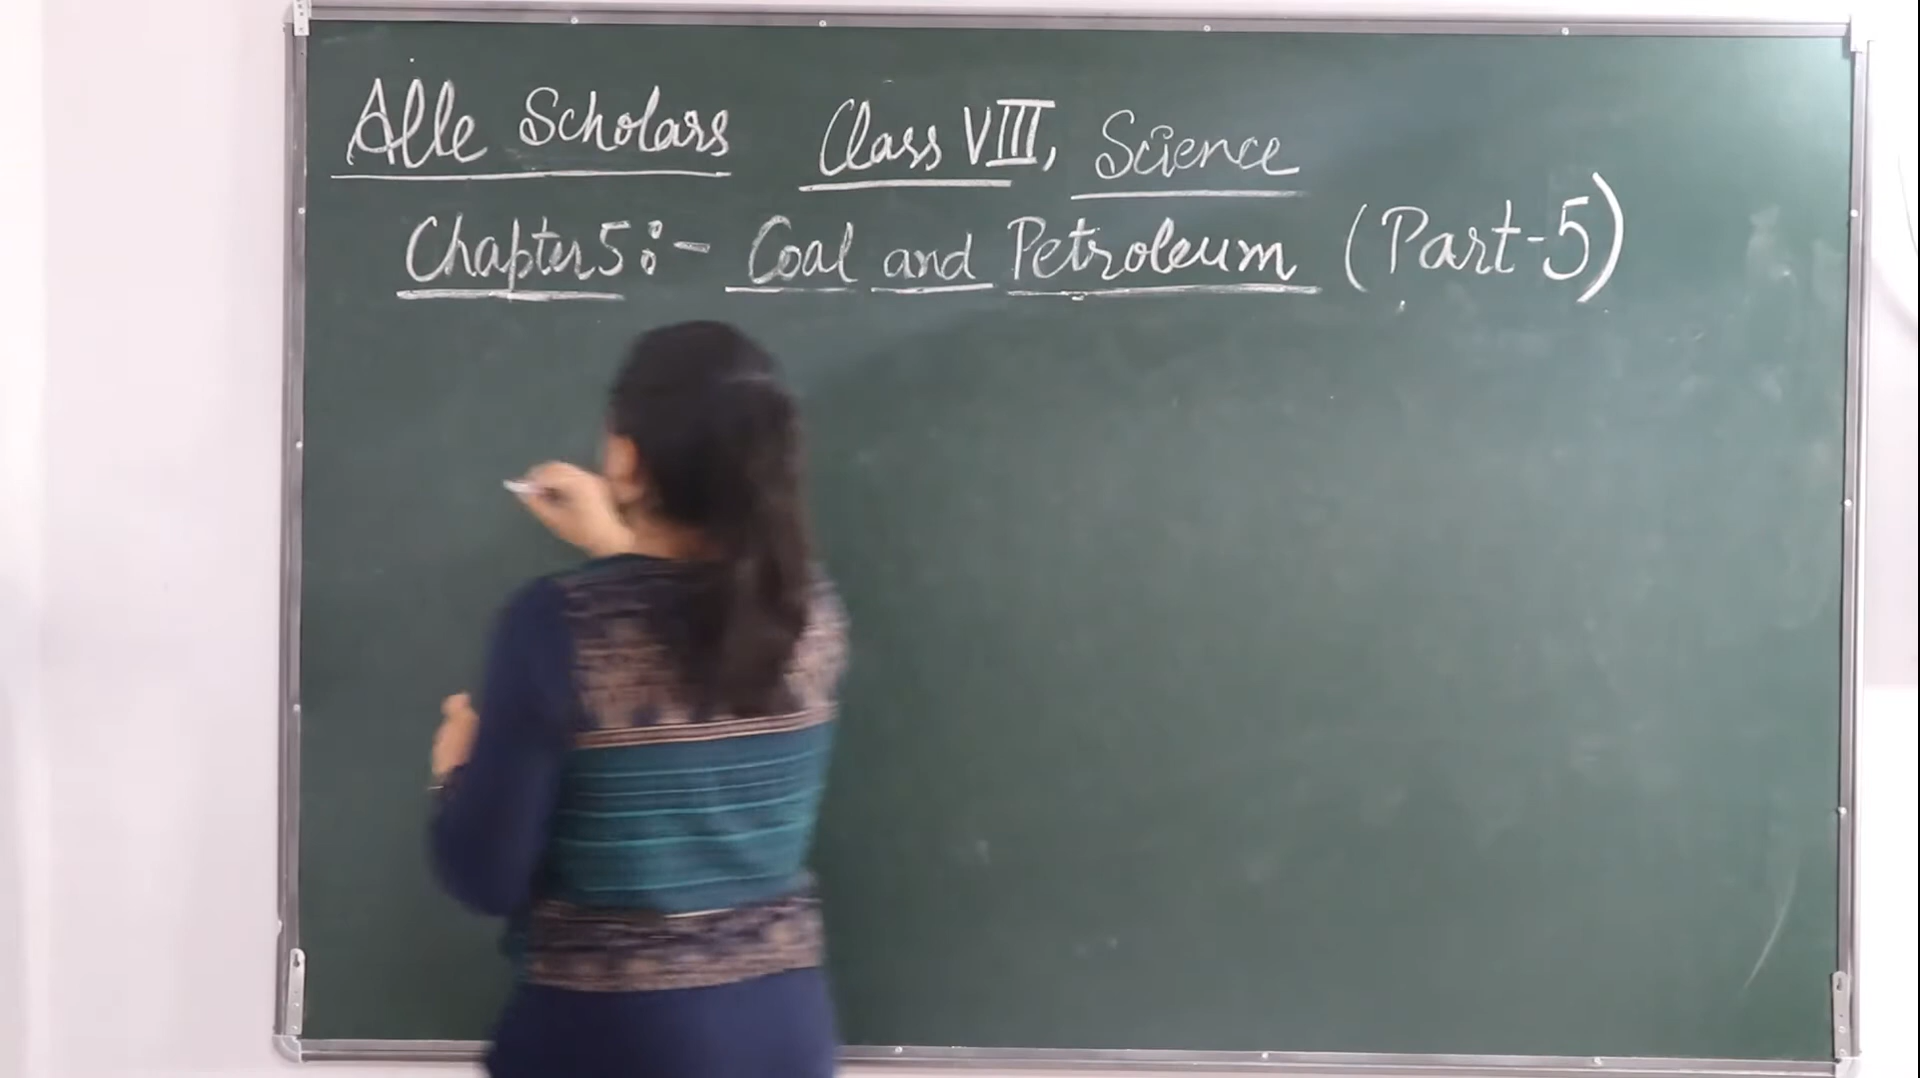 Alle Scholars Class VIII, Science
Chapter 5:- Coal and Petroleum (Part-5)